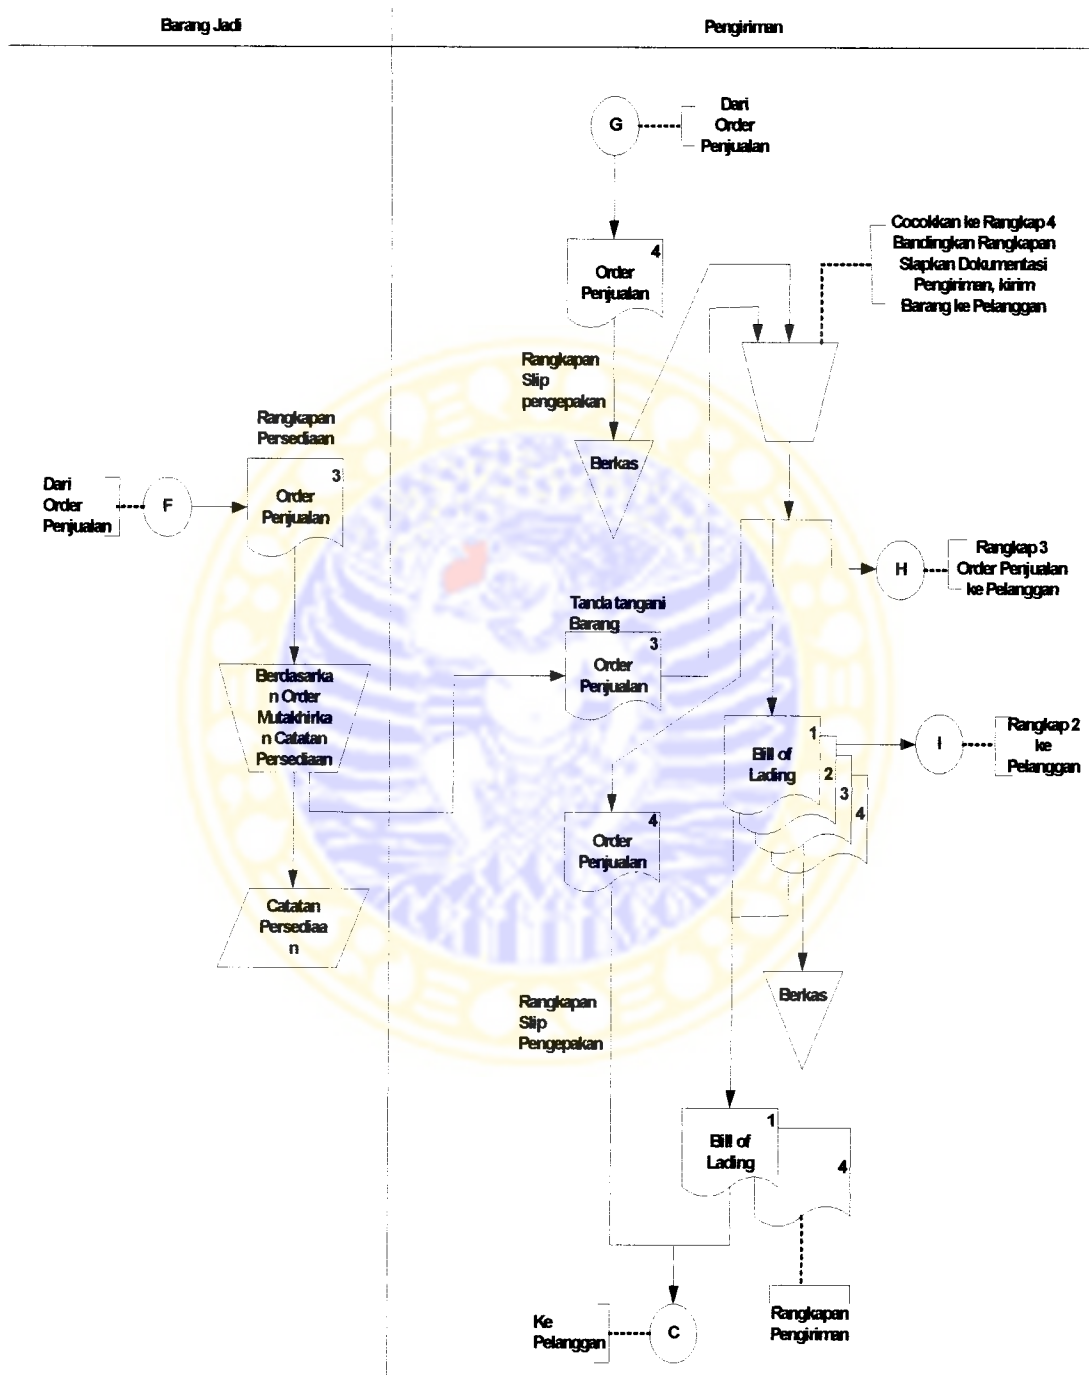 Barang Jadi
Pengiriman
G
Dari
Order
Penjualan
Cocokkan ke Rangkap 4
Bandingkan Rangkapan
Siapkan Dokumentasi
Pengiriman, kirim
Barang ke Pelanggan
4
Order
Penjualan
Rangkapan
Slip
pengepakan
Berkas
Rangkapan
Persediaan
Dari
Order
Penjualan
F
3
Order
Penjualan
H
Rangkap 3
Order Penjualan
ke Pelanggan
Tanda tangani
Barang
3
Order
Penjualan
Berdasarka
n Order
Mutakhirka
n Catatan
Persediaan
1
Bill of
Lading
2
3
4
I
Rangkap 2
ke
Pelanggan
4
Order
Penjualan
Catatan
Persediaa
n
Berkas
Rangkapan
Slip
Pengepakan
1
Bill of
Lading
4
Ke
Pelanggan
C
Rangkapan
Pengiriman